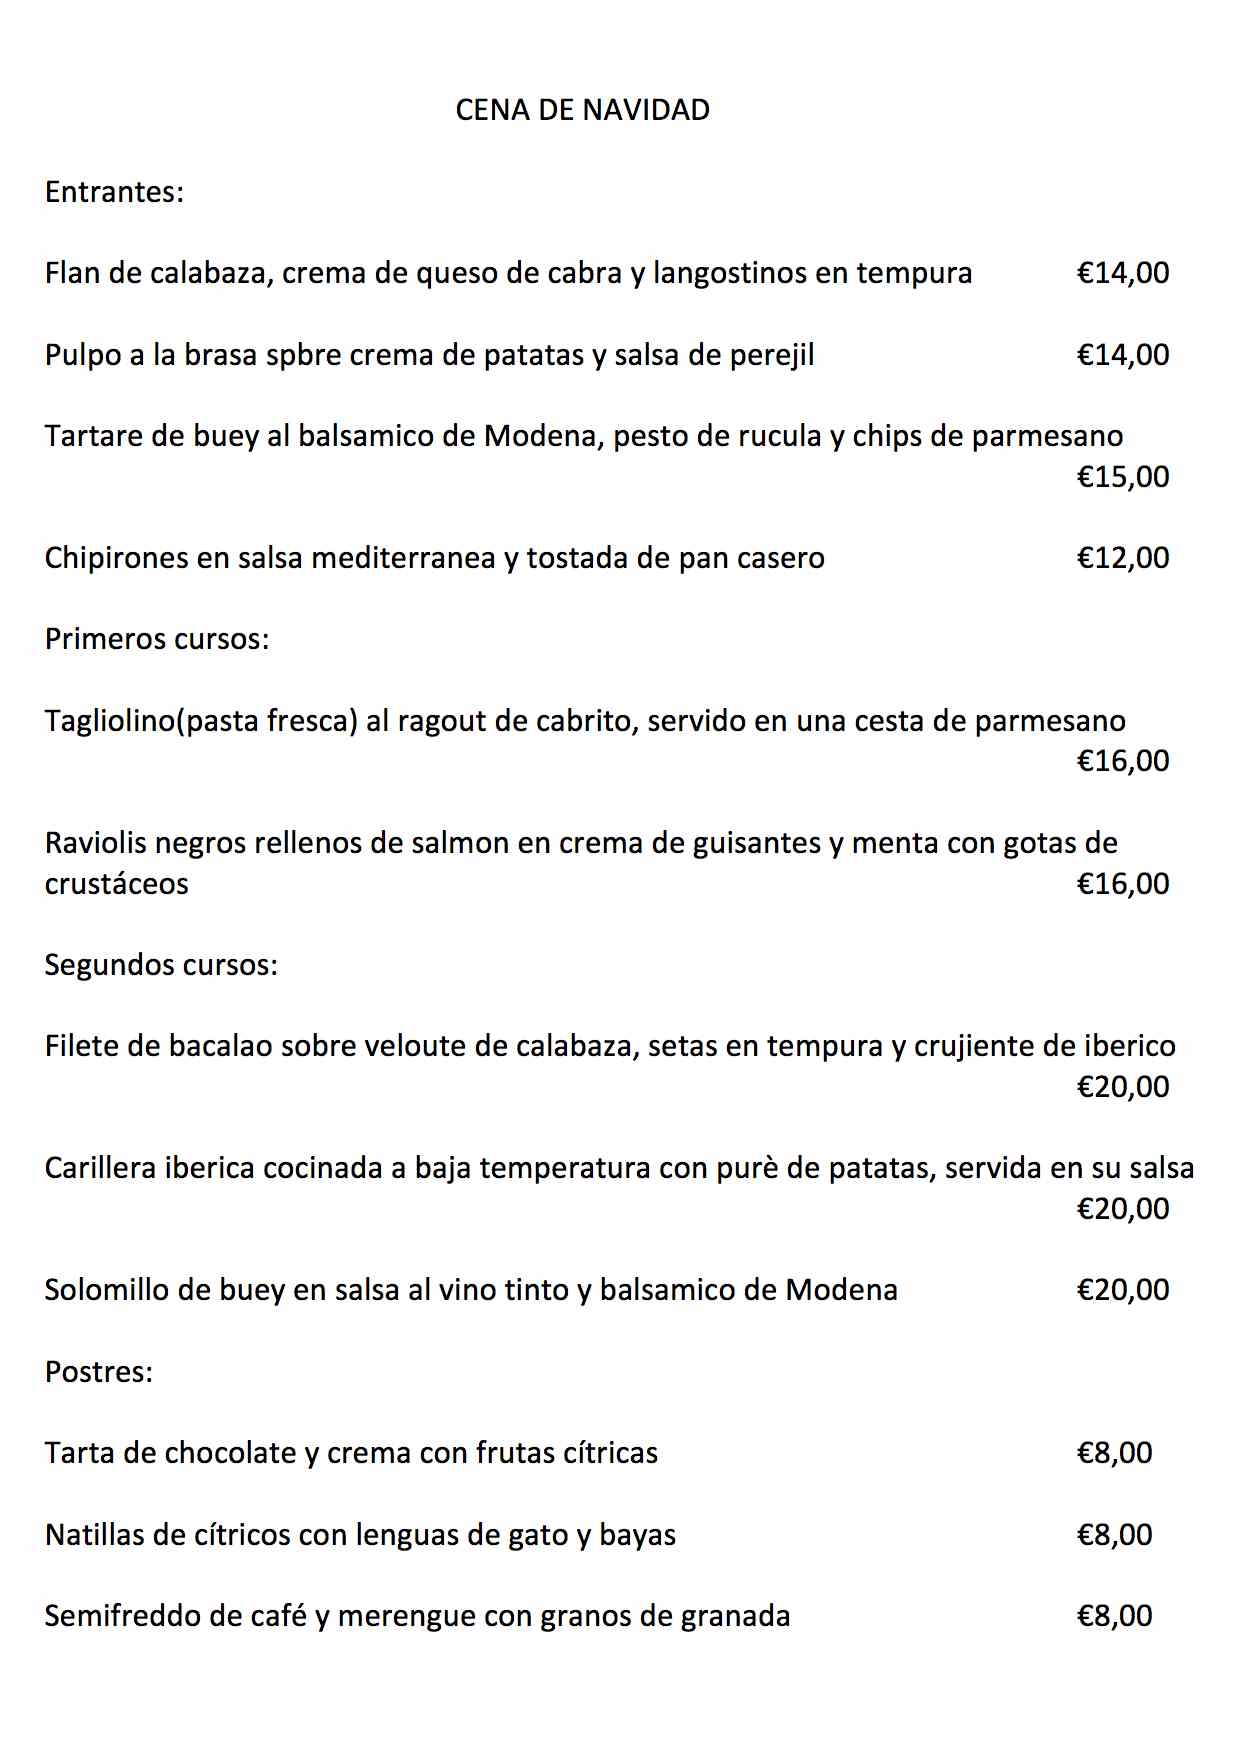 CENA DE NAVIDAD
Entrantes:
Flan de calabaza, crema de queso de cabra y langostinos en tempura €14,00
Pulpo a la brasa spbre crema de patatas y salsa de perejil €14,00
Tartare de buey al balsamico de Modena, pesto de rucula y chips de parmesano
€15,00
Chipirones en salsa mediterranea y tostada de pan casero €12,00
Primeros cursos:
Tagliolino(pasta fresca) al ragout de cabrito, servido en una cesta de parmesano
€16,00
Raviolis negros rellenos de salmon en crema de guisantes y menta con gotas de
crustáceos €16,00
Segundos cursos:
Filete de bacalao sobre veloute de calabaza, setas en tempura y crujiente de iberico
€20,00
Carillera iberica cocinada a baja temperatura con purè de patatas, servida en su salsa
€20,00
Solomillo de buey en salsa al vino tinto y balsamico de Modena €20,00
Postres:
Tarta de chocolate y crema con frutas cítricas €8,00
Natillas de cítricos con lenguas de gato y bayas €8,00
Semifreddo de café y merengue con granos de granada €8,00